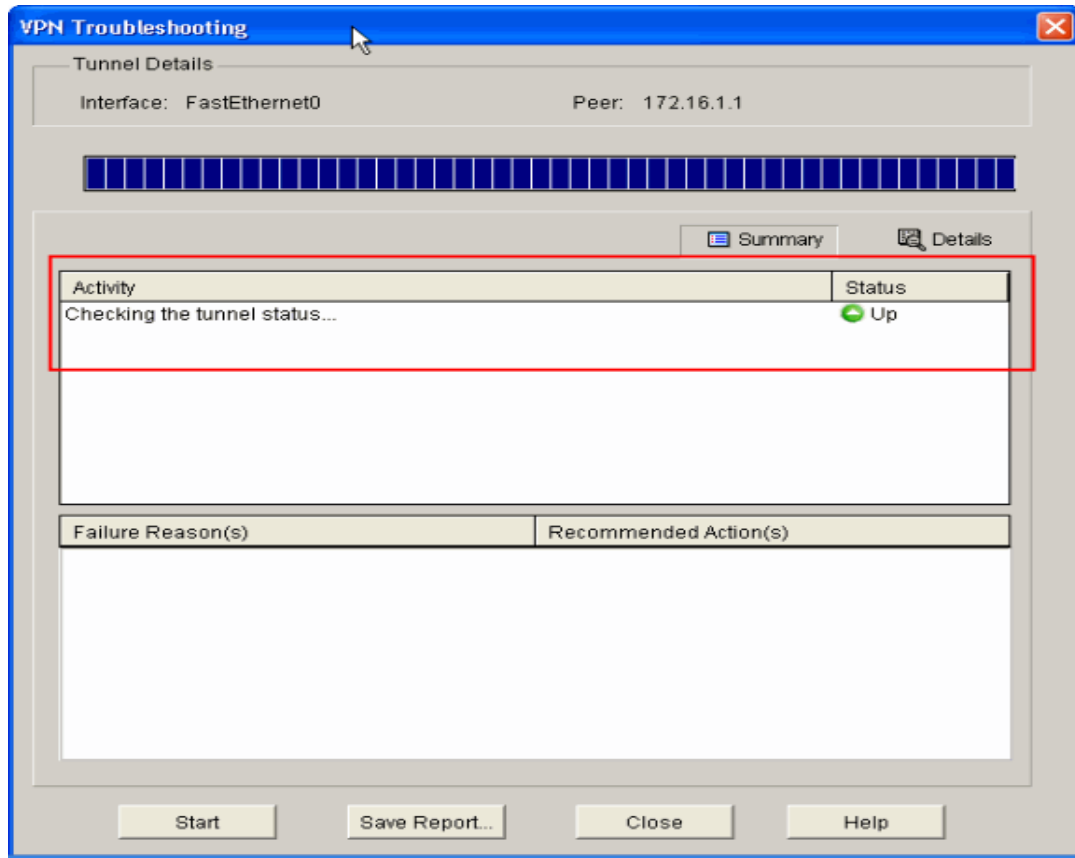 VPN Troubleshooting
Tunnel Details
Interface: FastEthernet0 Peer: 172.16.1.1
Summary Details
Activity Status
Checking the tunnel status... Up
Failure Reason(s) Recommended Action(s)
Start Save Report... Close Help